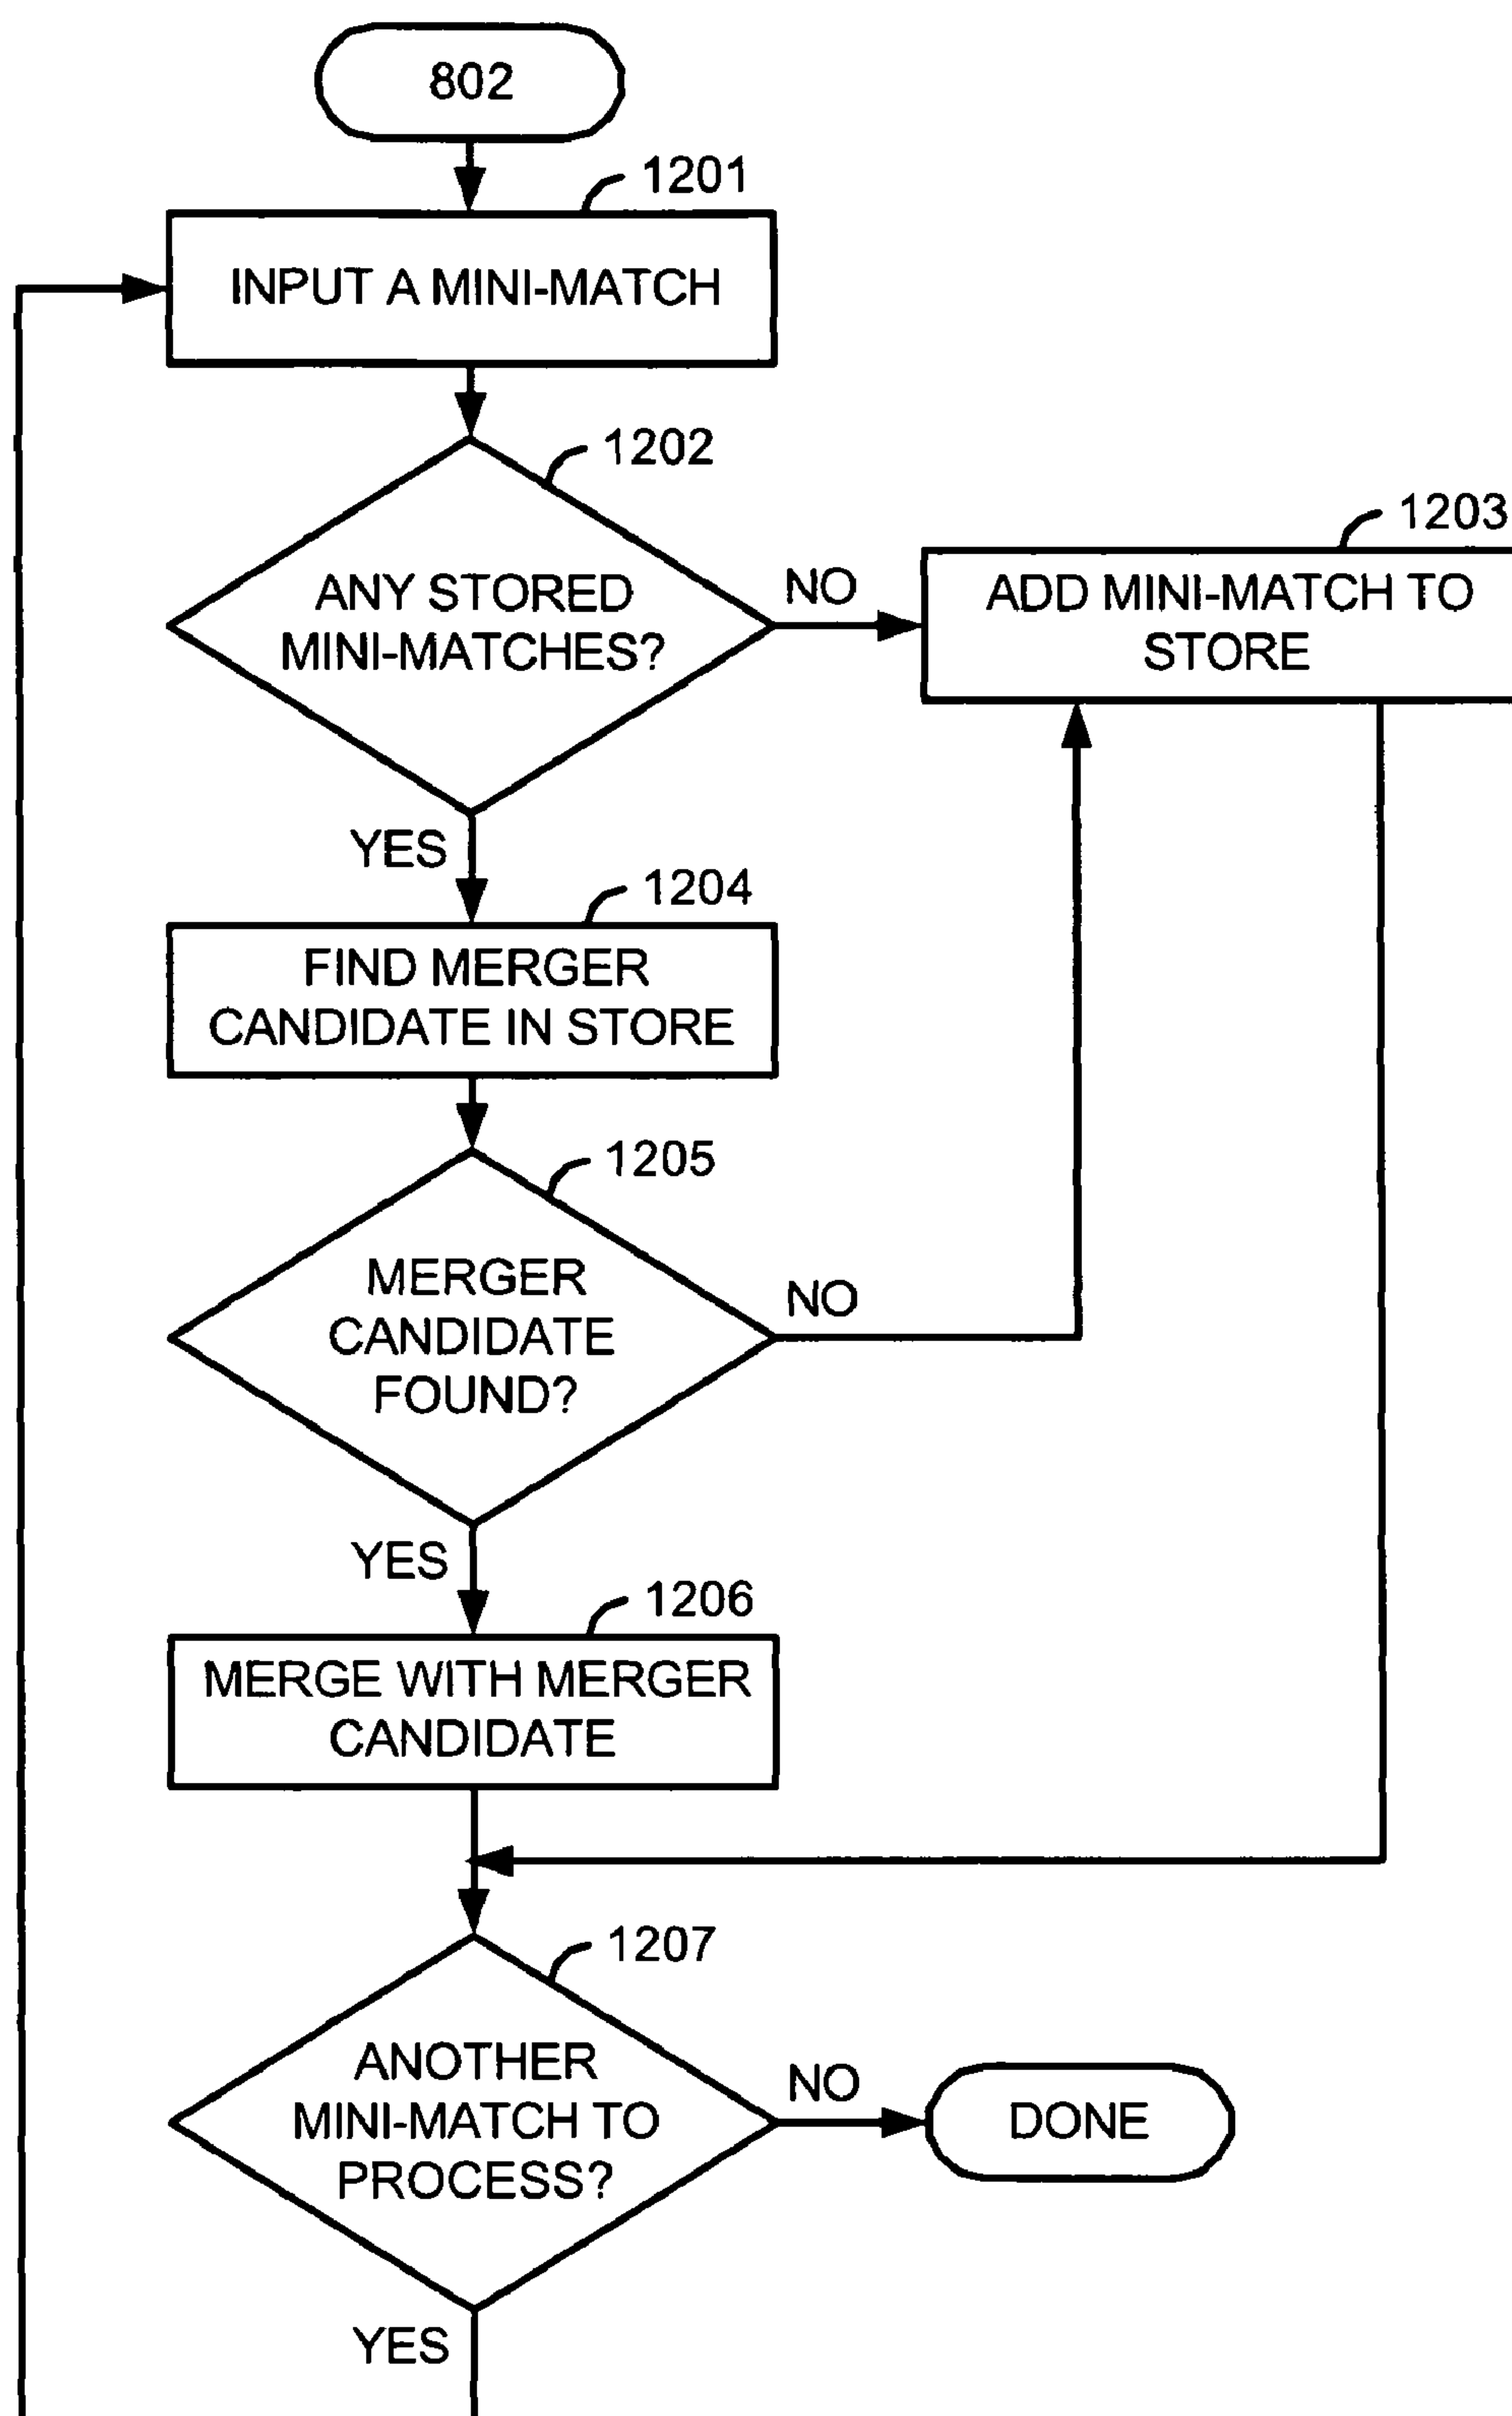 802
1201
INPUT A MINI-MATCH
1202
ANY STORED
MINI-MATCHES?
NO
1203
ADD MINI-MATCH TO
STORE
YES
1204
FIND MERGER
CANDIDATE IN STORE
1205
MERGER
CANDIDATE
FOUND?
NO
YES
1206
MERGE WITH MERGER
CANDIDATE
1207
ANOTHER
MINI-MATCH TO
PROCESS?
NO
DONE
YES